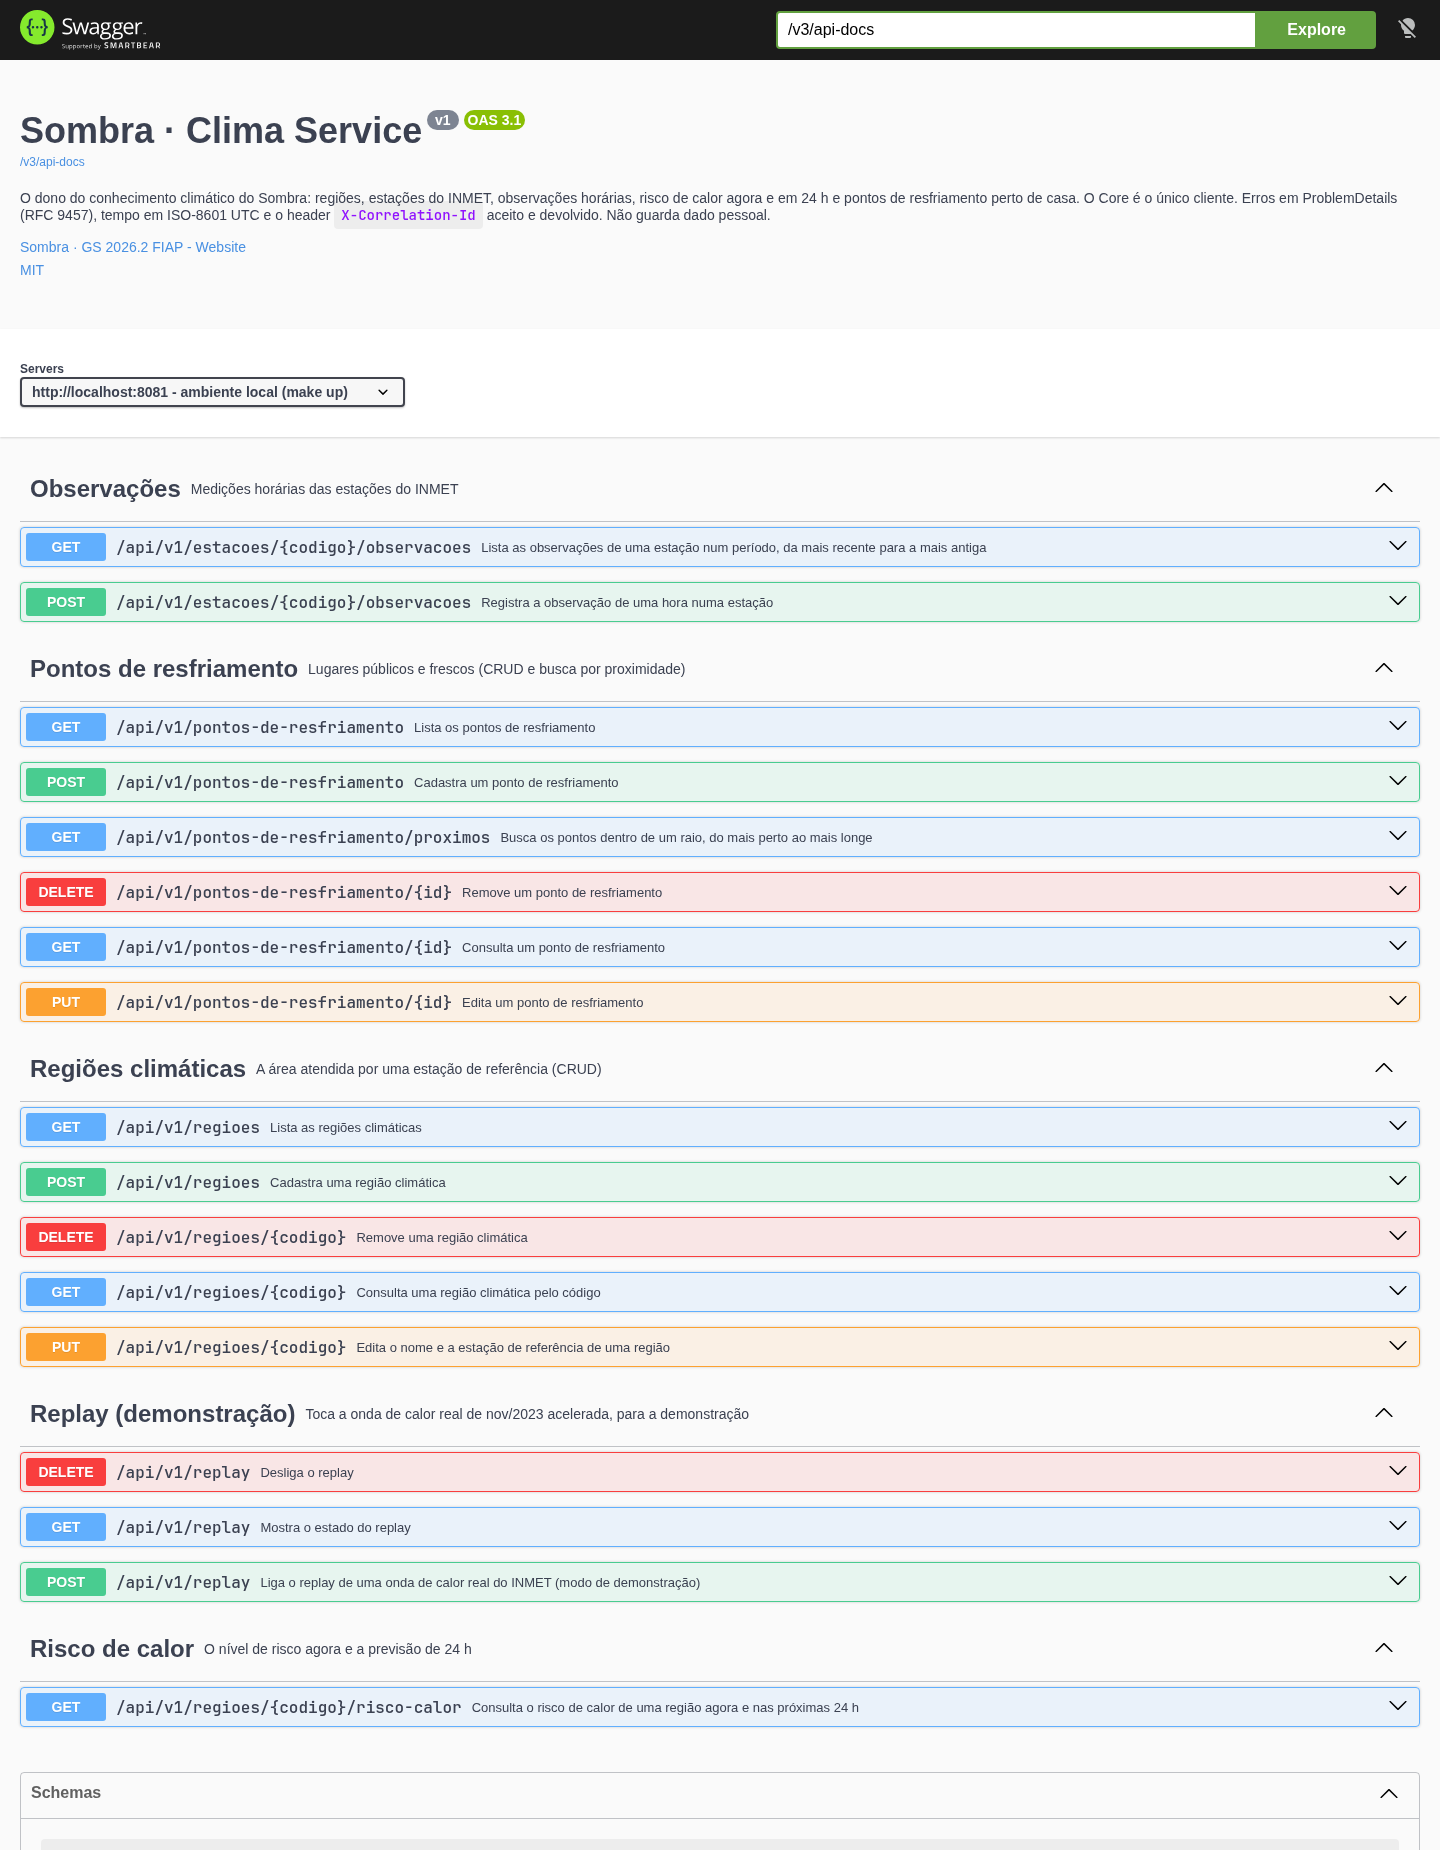 Swagger
Supported by SMARTBEAR
/v3/api-docs
Explore
Sombra · Clima Service v1 OAS 3.1
/v3/api-docs
O dono do conhecimento climático do Sombra: regiões, estações do INMET, observações horárias, risco de calor agora e em 24 h e pontos de resfriamento perto de casa. O Core é o único cliente. Erros em ProblemDetails
(RFC 9457), tempo em ISO-8601 UTC e o header X-Correlation-Id aceito e devolvido. Não guarda dado pessoal.
Sombra · GS 2026.2 FIAP - Website
MIT
Servers
http://localhost:8081 - ambiente local (make up)
Observações Medições horárias das estações do INMET
GET /api/v1/estacoes/{codigo}/observacoes Lista as observações de uma estação num período, da mais recente para a mais antiga
POST /api/v1/estacoes/{codigo}/observacoes Registra a observação de uma hora numa estação
Pontos de resfriamento Lugares públicos e frescos (CRUD e busca por proximidade)
GET /api/v1/pontos-de-resfriamento Lista os pontos de resfriamento
POST /api/v1/pontos-de-resfriamento Cadastra um ponto de resfriamento
GET /api/v1/pontos-de-resfriamento/proximos Busca os pontos dentro de um raio, do mais perto ao mais longe
DELETE /api/v1/pontos-de-resfriamento/{id} Remove um ponto de resfriamento
GET /api/v1/pontos-de-resfriamento/{id} Consulta um ponto de resfriamento
PUT /api/v1/pontos-de-resfriamento/{id} Edita um ponto de resfriamento
Regiões climáticas A área atendida por uma estação de referência (CRUD)
GET /api/v1/regioes Lista as regiões climáticas
POST /api/v1/regioes Cadastra uma região climática
DELETE /api/v1/regioes/{codigo} Remove uma região climática
GET /api/v1/regioes/{codigo} Consulta uma região climática pelo código
PUT /api/v1/regioes/{codigo} Edita o nome e a estação de referência de uma região
Replay (demonstração) Toca a onda de calor real de nov/2023 acelerada, para a demonstração
DELETE /api/v1/replay Desliga o replay
GET /api/v1/replay Mostra o estado do replay
POST /api/v1/replay Liga o replay de uma onda de calor real do INMET (modo de demonstração)
Risco de calor O nível de risco agora e a previsão de 24 h
GET /api/v1/regioes/{codigo}/risco-calor Consulta o risco de calor de uma região agora e nas próximas 24 h
Schemas